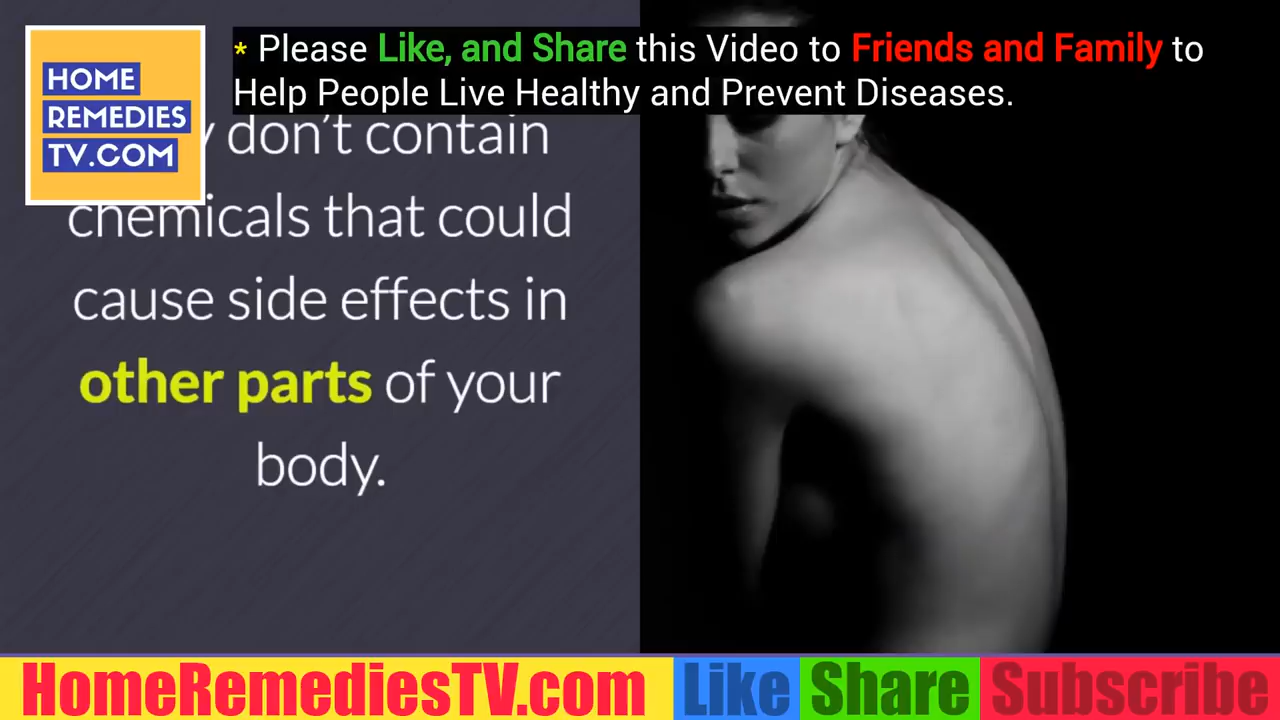 * Please Like, and Share this Video to Friends and Family to
Help People Live Healthy and Prevent Diseases.
HOME
REMEDIES
TV.COM
don't contain
chemicals that could
cause side effects in
other parts of your
body.
HomeRemediesTV.com Like Share Subscribe